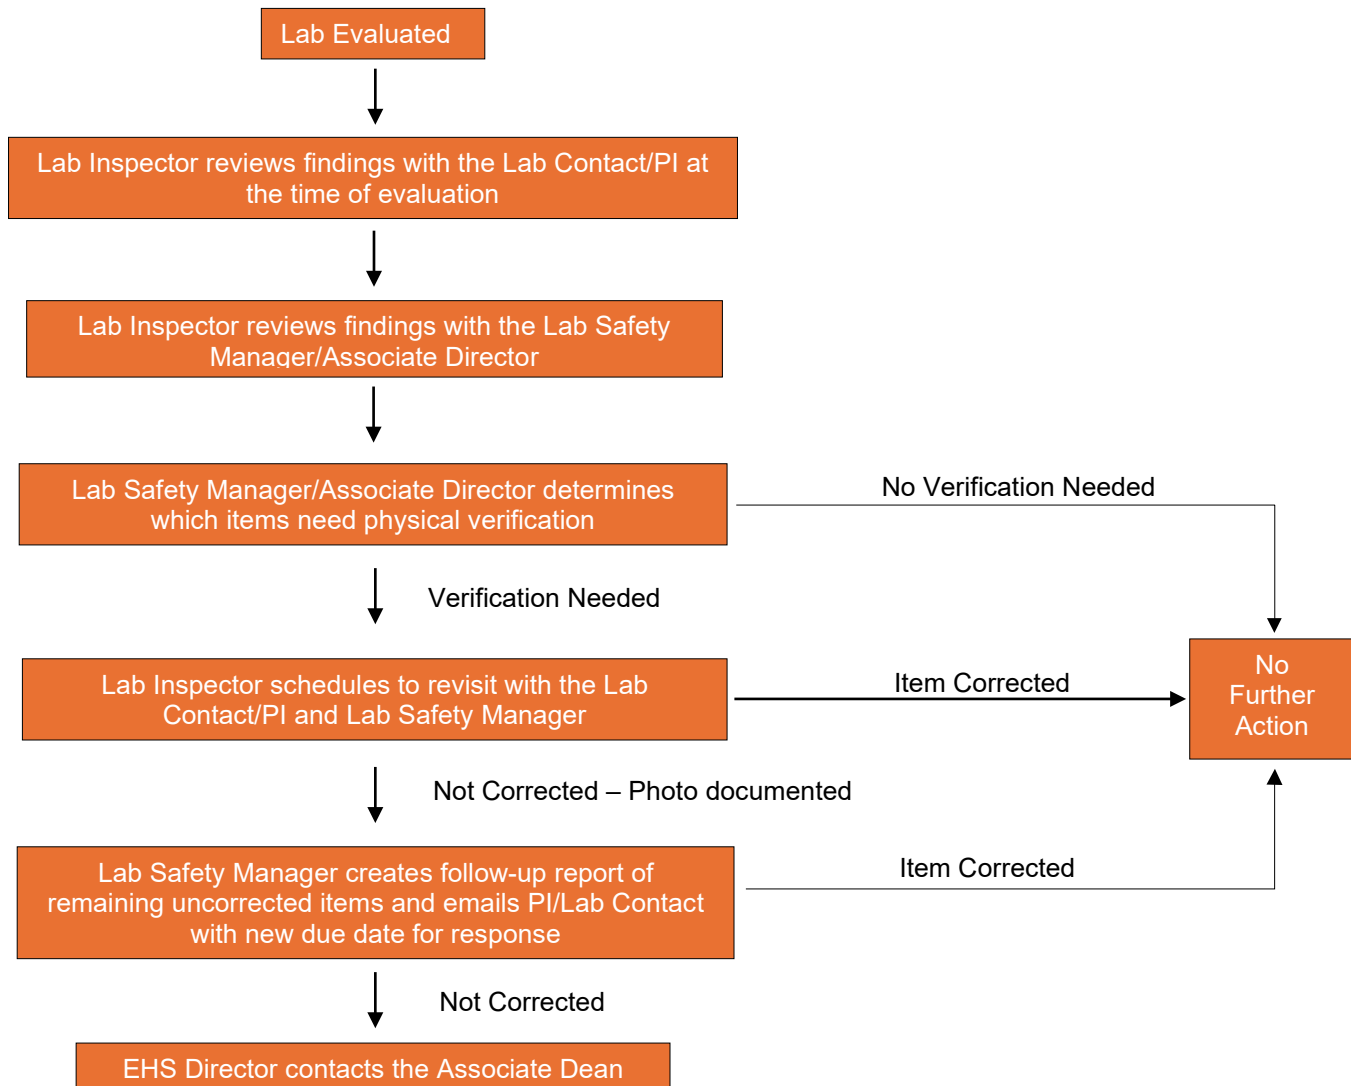 Lab Evaluated
Lab Inspector reviews findings with the Lab Contact/PI at
the time of evaluation
Lab Inspector reviews findings with the Lab Safety
Manager/Associate Director
Lab Safety Manager/Associate Director determines
which items need physical verification
No Verification Needed
Verification Needed
Lab Inspector schedules to revisit with the Lab
Contact/PI and Lab Safety Manager
Item Corrected
No
Further
Action
Not Corrected – Photo documented
Lab Safety Manager creates follow-up report of
remaining uncorrected items and emails PI/Lab Contact
with new due date for response
Item Corrected
Not Corrected
EHS Director contacts the Associate Dean